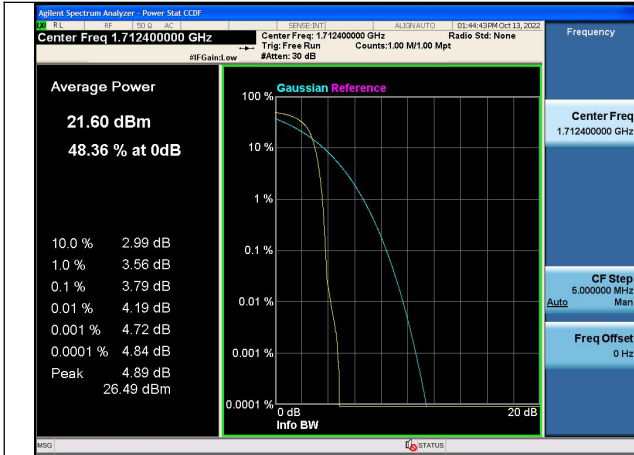 Agilent Spectrum Analyzer - Power Stat CCDF
RL RF 50 Ω AC SENSE:INT ALIGN AUTO 01:44:43PM Oct 13, 2022
Center Freq 1.712400000 GHz
Center Freq: 1.712400000 GHz Radio Std: None
Trig: Free Run Counts:1.00 M/1.00 Mpt
#IFGain:Low #Atten: 30 dB
Frequency
Average Power
21.60 dBm
48.36 % at 0dB
10.0 % 2.99 dB
1.0 % 3.56 dB
0.1 % 3.79 dB
0.01 % 4.19 dB
0.001 % 4.72 dB
0.0001 % 4.84 dB
Peak 4.89 dB
26.49 dBm
Gaussian Reference
100 %
10 %
1 %
0.1 %
0.01 %
0.001 %
0.0001 %
0 dB 20 dB
Info BW
Center Freq
1.712400000 GHz
CF Step
5.000000 MHz
Auto Man
Freq Offset
0 Hz
MSG STATUS